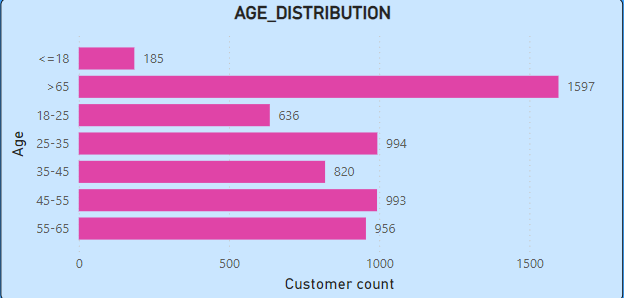 AGE_DISTRIBUTION
Age
<=18 185
>65 1597
18-25 636
25-35 994
35-45 820
45-55 993
55-65 956
0 500 1000 1500
Customer count